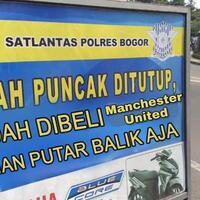 SATLANTAS POLRES BOGOR
AH PUNCAK DITUTUP,
AH DIBELI Manchester United
AN PUTAR BALIK AJA
BLUE
CORE